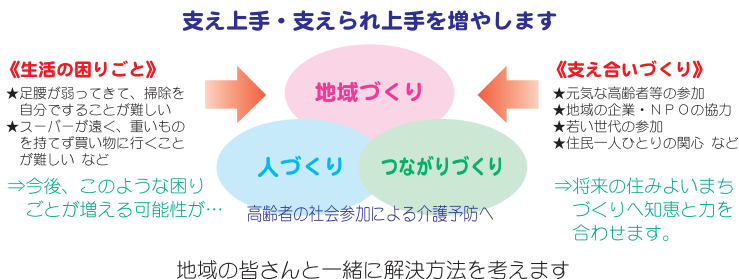 支え上手・支えられ上手を増やします
《生活の困りごと》
★足腰が弱ってきて、掃除を
自分ですることが難しい
★スーパーが遠く、重いもの
を持てず買い物に行くこと
が難しい など
⇒今後、このような困り
ごとが増える可能性が…
地域づくり
人づくり
つながりづくり
高齢者の社会参加による介護予防へ
《支え合いづくり》
★元気な高齢者等の参加
★地域の企業・ＮＰＯの協力
★若い世代の参加
★住民一人ひとりの関心 など
⇒将来の住みよいまち
づくりへ知恵と力を
合わせます。
地域の皆さんと一緒に解決方法を考えます